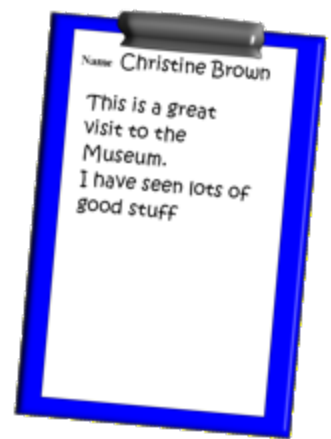 Name Christine Brown
This is a great
visit to the
Museum.
I have seen lots of
good stuff